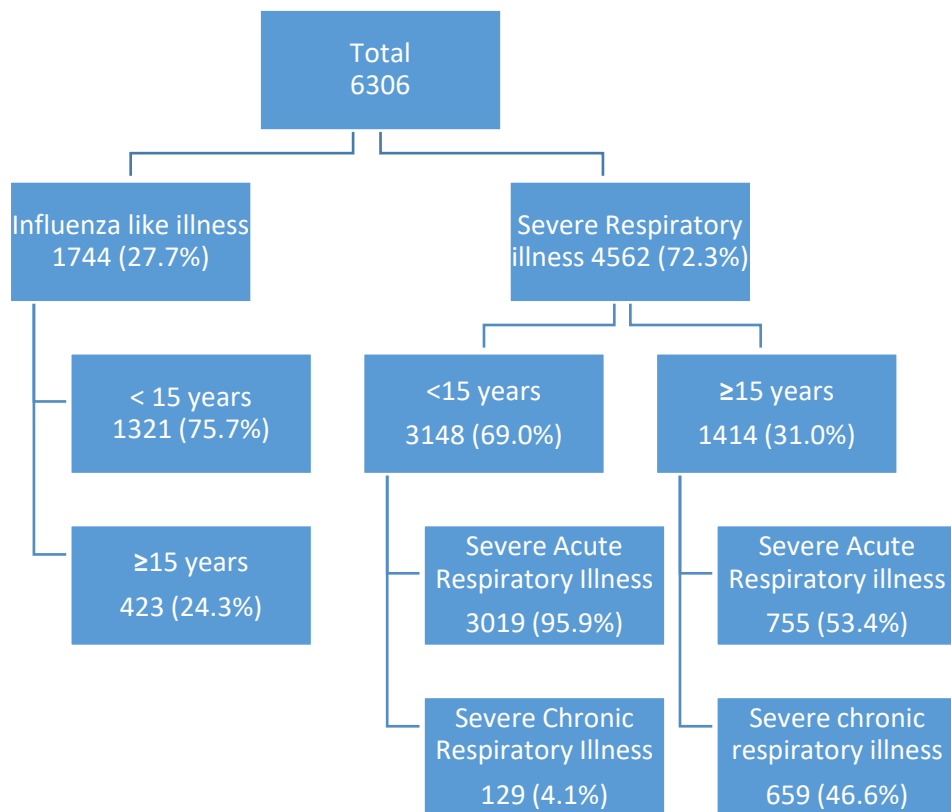 Total
6306
Influenza like illness
1744 (27.7%)
Severe Respiratory
illness 4562 (72.3%)
< 15 years
1321 (75.7%)
≥15 years
423 (24.3%)
<15 years
3148 (69.0%)
≥15 years
1414 (31.0%)
Severe Acute
Respiratory Illness
3019 (95.9%)
Severe Acute
Respiratory illness
755 (53.4%)
Severe Chronic
Respiratory Illness
129 (4.1%)
Severe chronic
respiratory illness
659 (46.6%)